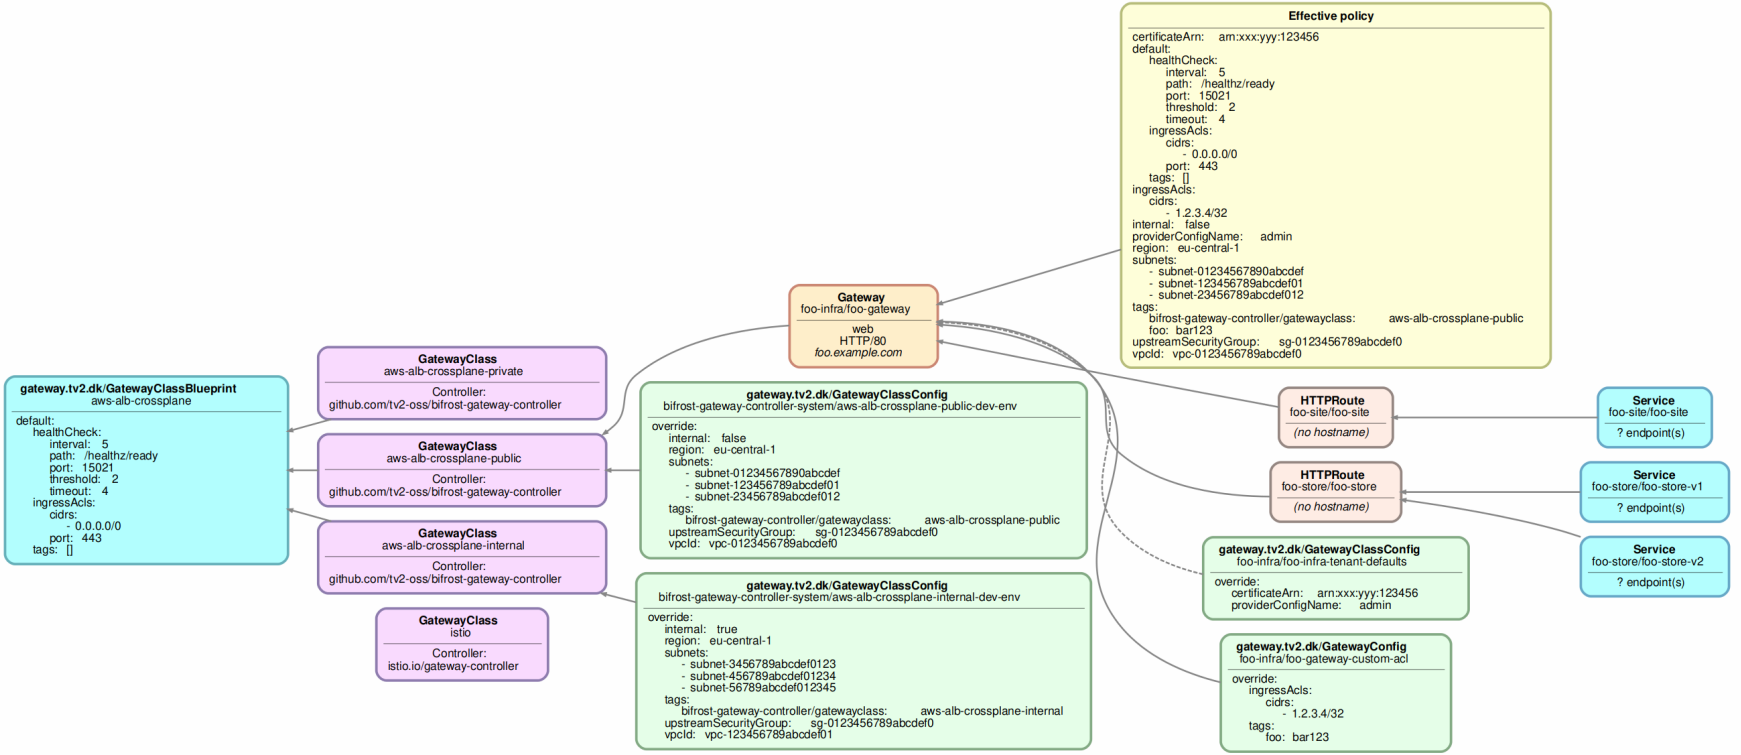 Effective policy
certificateArn: arn:xxx:yyy:123456
default:
healthCheck:
interval: 5
path: /healthz/ready
port: 15021
threshold: 2
timeout: 4
ingressAcls:
cidrs:
- 0.0.0.0/0
port: 443
tags: []
ingressAcls:
cidrs:
- 1.2.3.4/32
internal: false
providerConfigName: admin
region: eu-central-1
subnets:
- subnet-01234567890abcdef
- subnet-123456789abcdef01
- subnet-23456789abcdef012
tags:
bifrost-gateway-controller/gatewayclass: aws-alb-crossplane-public
foo: bar123
upstreamSecurityGroup: sg-0123456789abcdef0
vpcId: vpc-0123456789abcdef0
Gateway
foo-infra/foo-gateway
web
HTTP/80
foo.example.com
gateway.tv2.dk/GatewayClassBlueprint
aws-alb-crossplane
default:
healthCheck:
interval: 5
path: /healthz/ready
port: 15021
threshold: 2
timeout: 4
ingressAcls:
cidrs:
- 0.0.0.0/0
port: 443
tags: []
GatewayClass
aws-alb-crossplane-private
Controller:
github.com/tv2-oss/bifrost-gateway-controller
GatewayClass
aws-alb-crossplane-public
Controller:
github.com/tv2-oss/bifrost-gateway-controller
GatewayClass
aws-alb-crossplane-internal
Controller:
github.com/tv2-oss/bifrost-gateway-controller
GatewayClass
istio
Controller:
istio.io/gateway-controller
gateway.tv2.dk/GatewayClassConfig
bifrost-gateway-controller-system/aws-alb-crossplane-public-dev-env
override:
internal: false
region: eu-central-1
subnets:
- subnet-01234567890abcdef
- subnet-123456789abcdef01
- subnet-23456789abcdef012
tags:
bifrost-gateway-controller/gatewayclass: aws-alb-crossplane-public
upstreamSecurityGroup: sg-0123456789abcdef0
vpcId: vpc-0123456789abcdef0
gateway.tv2.dk/GatewayClassConfig
bifrost-gateway-controller-system/aws-alb-crossplane-internal-dev-env
override:
internal: true
region: eu-central-1
subnets:
- subnet-3456789abcdef0123
- subnet-456789abcdef01234
- subnet-56789abcdef012345
tags:
bifrost-gateway-controller/gatewayclass: aws-alb-crossplane-internal
upstreamSecurityGroup: sg-0123456789abcdef0
vpcId: vpc-123456789abcdef01
HTTPRoute
foo-site/foo-site
(no hostname)
HTTPRoute
foo-store/foo-store
(no hostname)
Service
foo-site/foo-site
? endpoint(s)
Service
foo-store/foo-store-v1
? endpoint(s)
Service
foo-store/foo-store-v2
? endpoint(s)
gateway.tv2.dk/GatewayClassConfig
foo-infra/foo-infra-tenant-defaults
override:
certificateArn: arn:xxx:yyy:123456
providerConfigName: admin
gateway.tv2.dk/GatewayConfig
foo-infra/foo-gateway-custom-acl
override:
ingressAcls:
cidrs:
- 1.2.3.4/32
tags:
foo: bar123